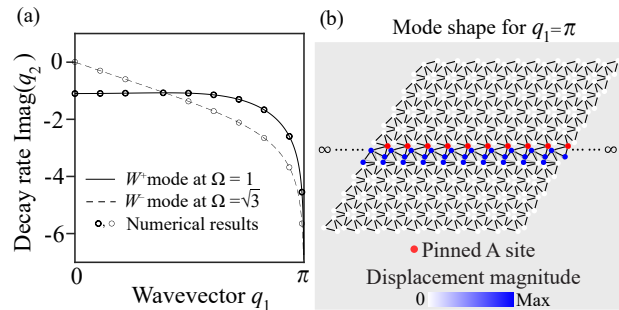 (a)
Decay rate Imag(q₂)
0
-2
-4
-6
W⁺ mode at Ω = 1
W⁻ mode at Ω = √3
Numerical results
0
π
Wavevector q₁
(b)
Mode shape for q₁=π
∞
∞
Pinned A site
Displacement magnitude
0
Max